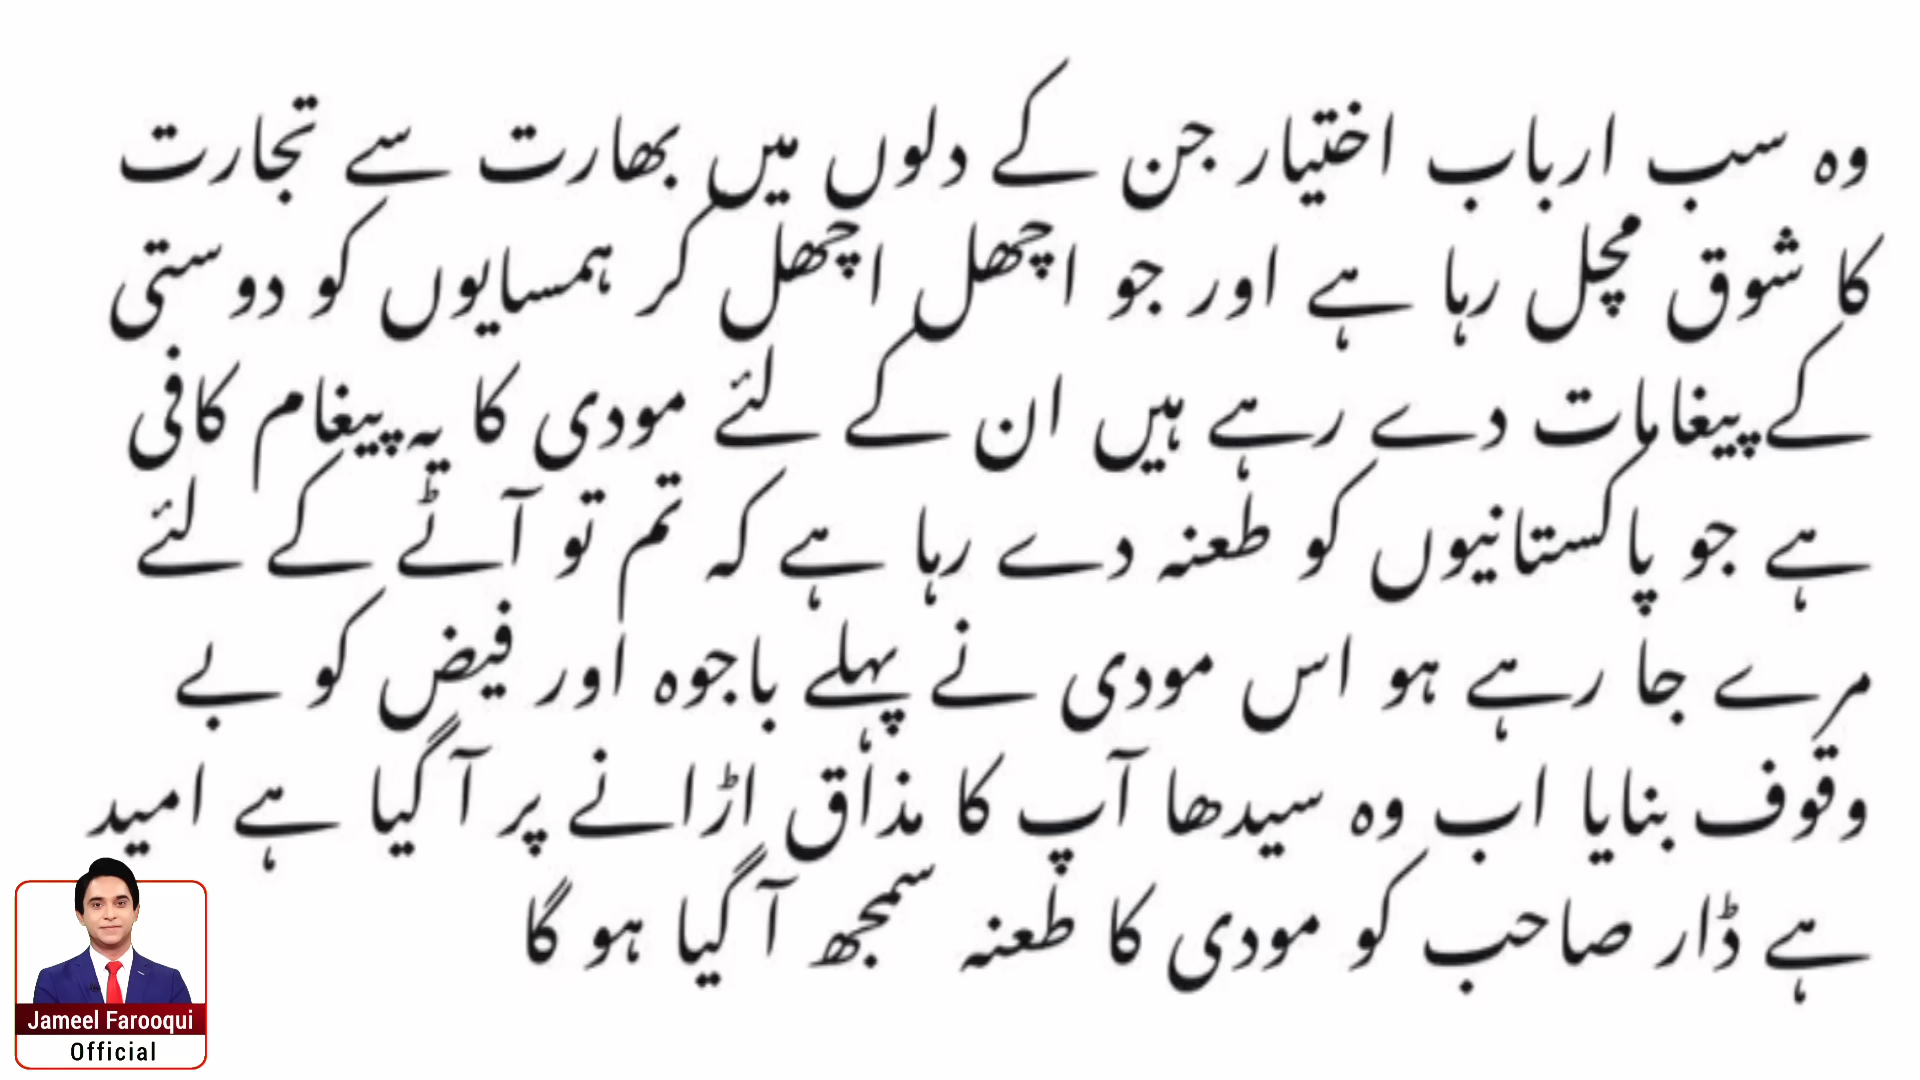 وہ سب ارباب اختیار جن کے دلوں میں بھارت سے تجارت
کا شوق مچل رہا ہے اور جو اچھل اچھل کر ہمسایوں کو دوستی
کے پیغامات دے رہے ہیں ان کے لئے مودی کا یہ پیغام کافی
ہے جو پاکستانیوں کو طعنہ دے رہا ہے کہ تم تو آٹے کے لئے
مرے جا رہے ہو اس مودی نے پہلے باجوہ اور فیض کو بے
وقوف بنایا اب وہ سیدھا آپ کا مذاق اڑانے پر آ گیا ہے امید
ہے ڈار صاحب کو مودی کا طعنہ سمجھ آ گیا ہو گا
Jameel Farooqui
Official